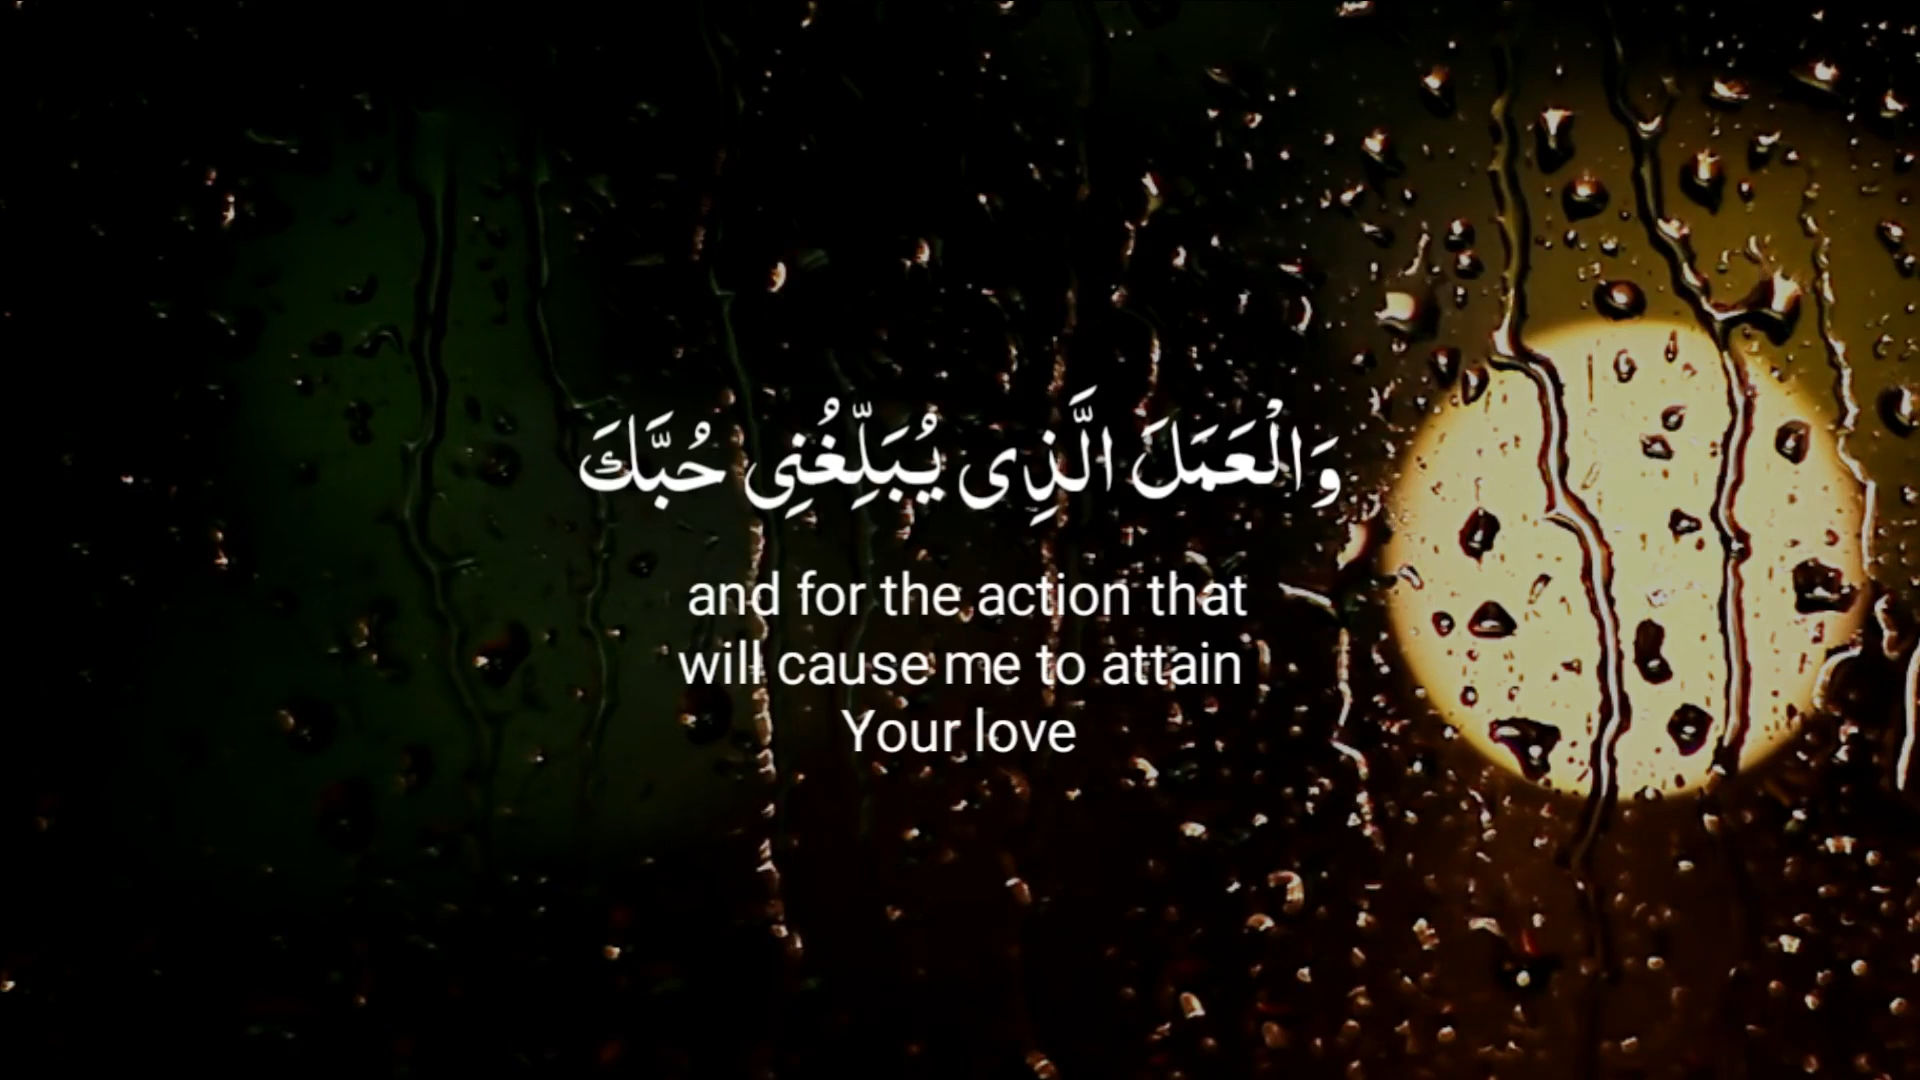 وَالْعَمَلَ الَّذِى يُبَلِّغُنِى حُبَّكَ
and for the action that
will cause me to attain
Your love